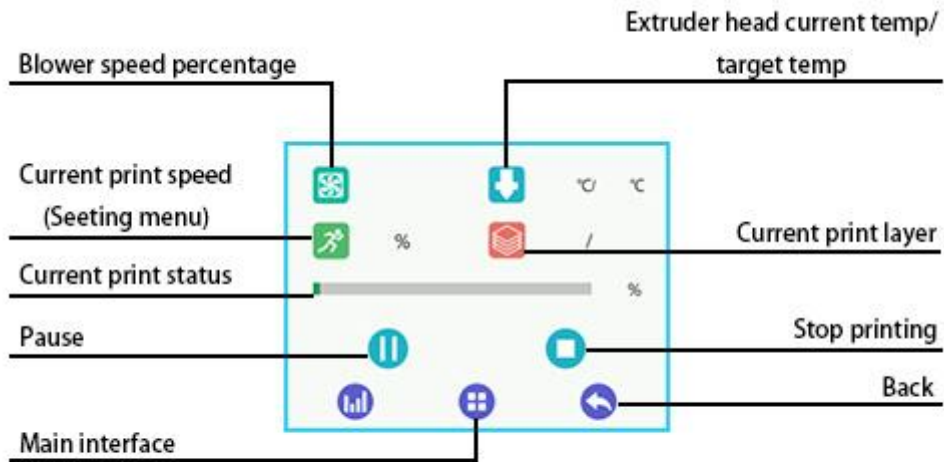 Extruder head current temp/
target temp
Blower speed percentage
℃/ ℃
Current print speed
(Seeting menu)
% /
Current print layer
Current print status
%
Pause
Stop printing
Back
Main interface